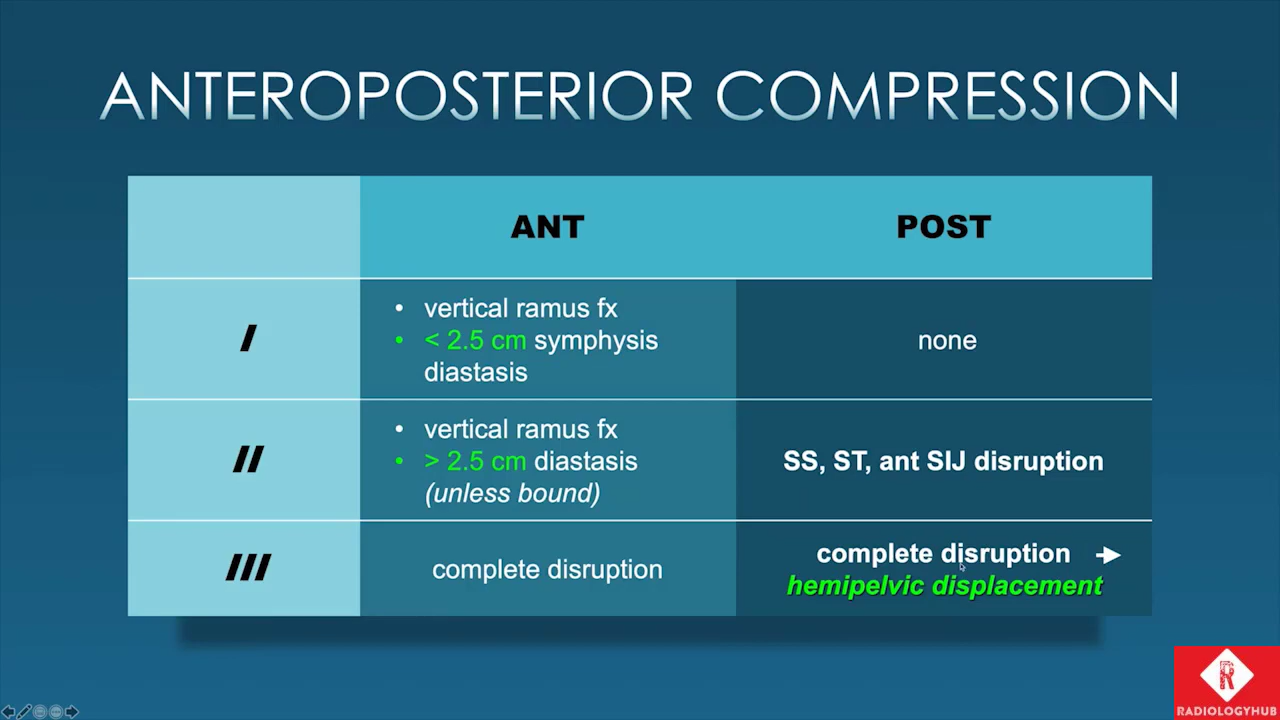 ANTEROPOSTERIOR COMPRESSION
ANT
POST
I
• vertical ramus fx
• < 2.5 cm symphysis
diastasis
none
II
• vertical ramus fx
• > 2.5 cm diastasis
(unless bound)
SS, ST, ant SIJ disruption
III
complete disruption
complete disruption →
hemipelvic displacement
R
RADIOLOGYHUB